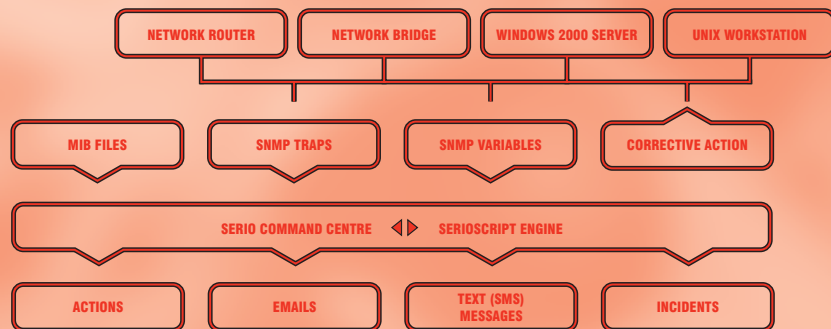 NETWORK ROUTER
NETWORK BRIDGE
WINDOWS 2000 SERVER
UNIX WORKSTATION
MIB FILES
SNMP TRAPS
SNMP VARIABLES
CORRECTIVE ACTION
SERIO COMMAND CENTRE
SERIOSCRIPT ENGINE
ACTIONS
EMAILS
TEXT (SMS)
MESSAGES
INCIDENTS